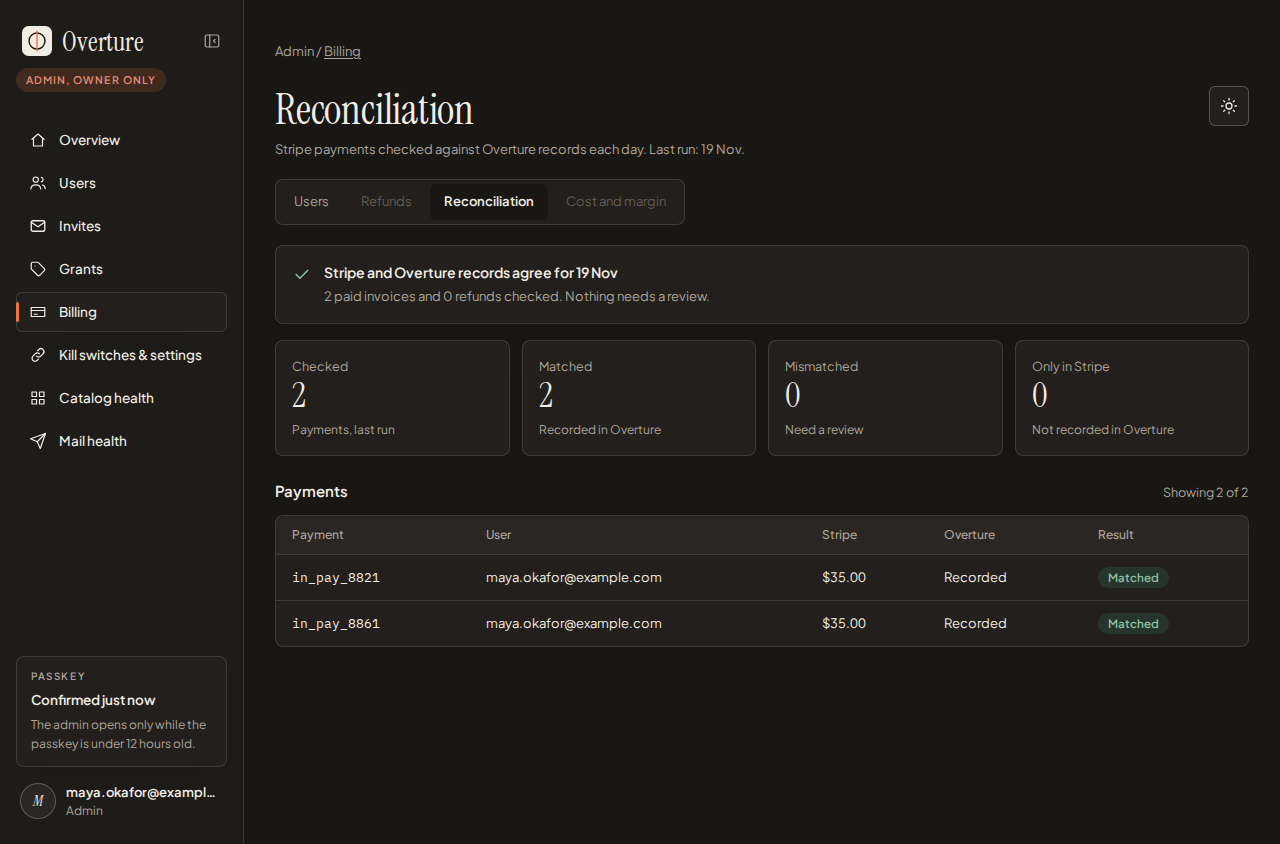 Overture
ADMIN, OWNER ONLY
Overview
Users
Invites
Grants
Billing
Kill switches & settings
Catalog health
Mail health
PASSKEY
Confirmed just now
The admin opens only while the
passkey is under 12 hours old.
M
maya.okafor@exampl…
Admin
Admin / Billing
Reconciliation
Stripe payments checked against Overture records each day. Last run: 19 Nov.
Users Refunds Reconciliation Cost and margin
Stripe and Overture records agree for 19 Nov
2 paid invoices and 0 refunds checked. Nothing needs a review.
Checked
2
Payments, last run
Matched
2
Recorded in Overture
Mismatched
0
Need a review
Only in Stripe
0
Not recorded in Overture
Payments
Showing 2 of 2
Payment User Stripe Overture Result
in_pay_8821 maya.okafor@example.com $35.00 Recorded Matched
in_pay_8861 maya.okafor@example.com $35.00 Recorded Matched